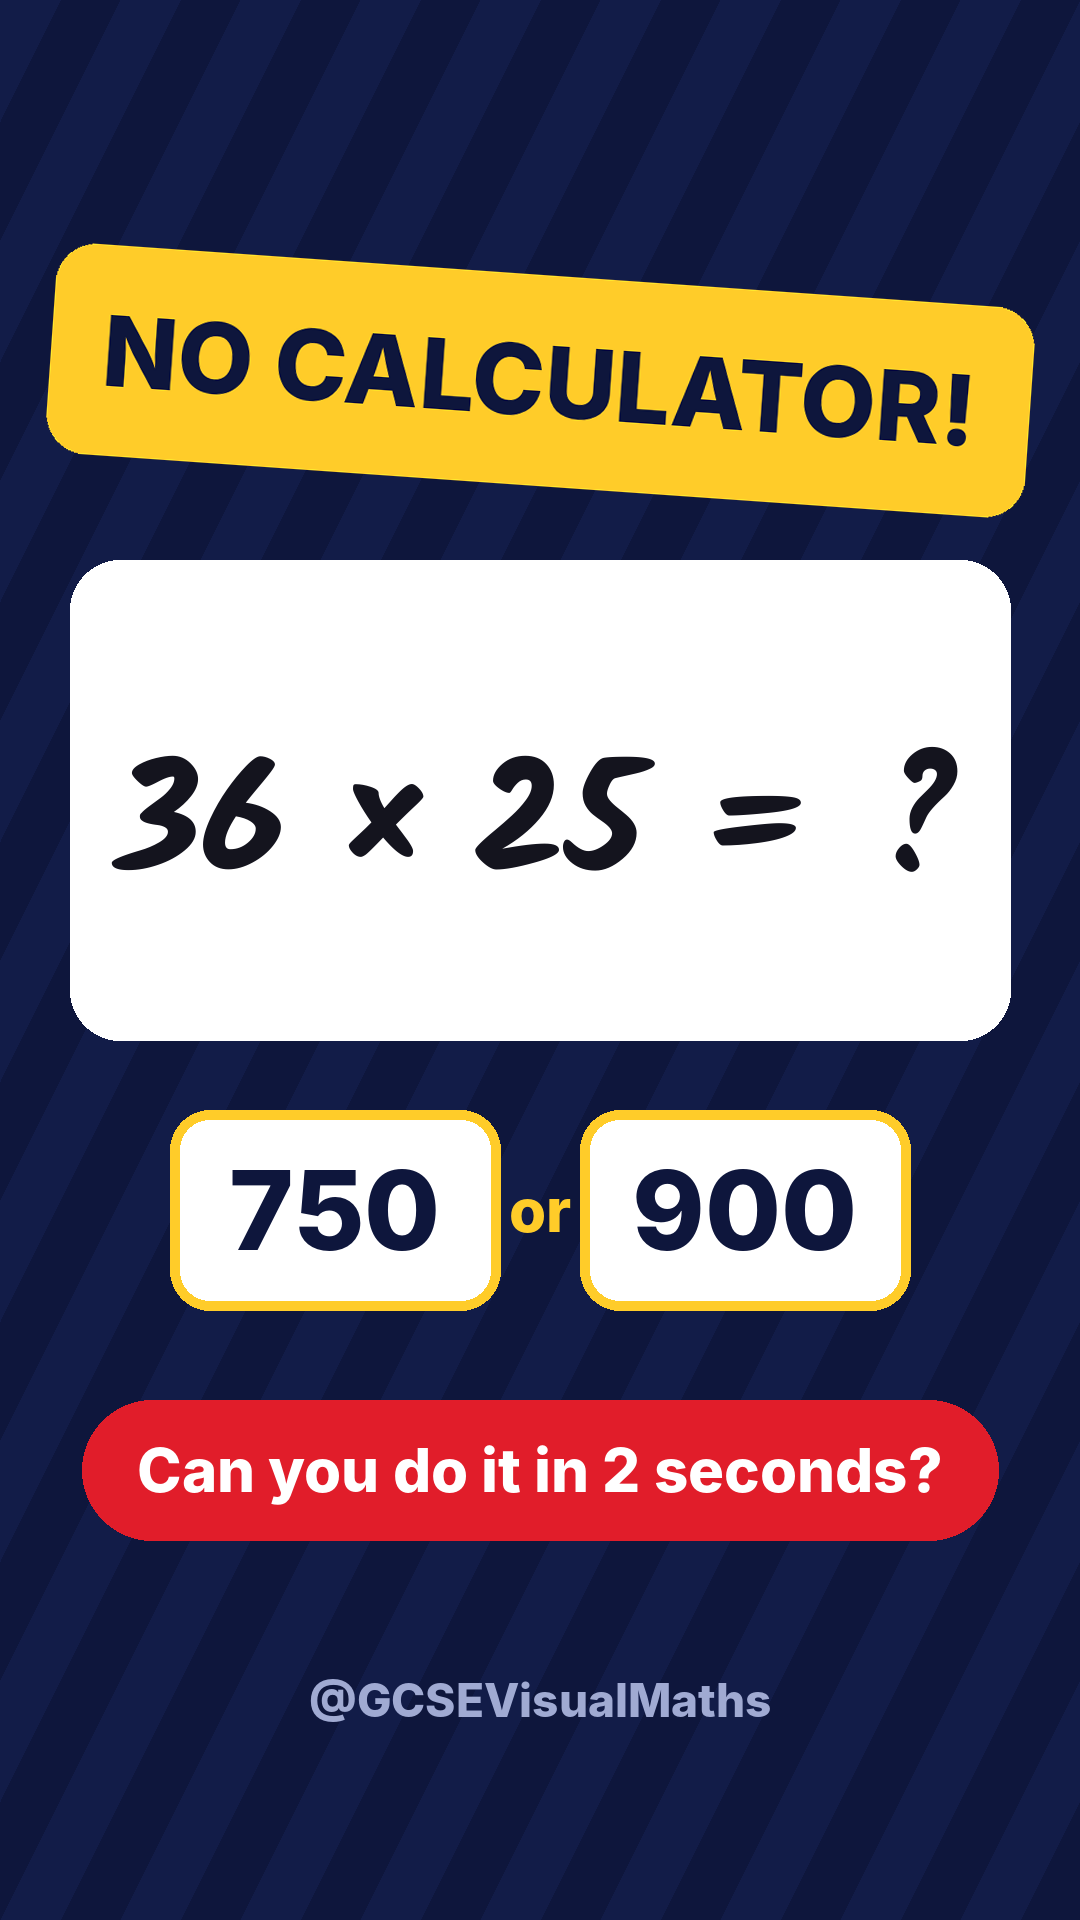 NO CALCULATOR!
36 × 25 = ?
750 or 900
Can you do it in 2 seconds?
@GCSEVisualMaths